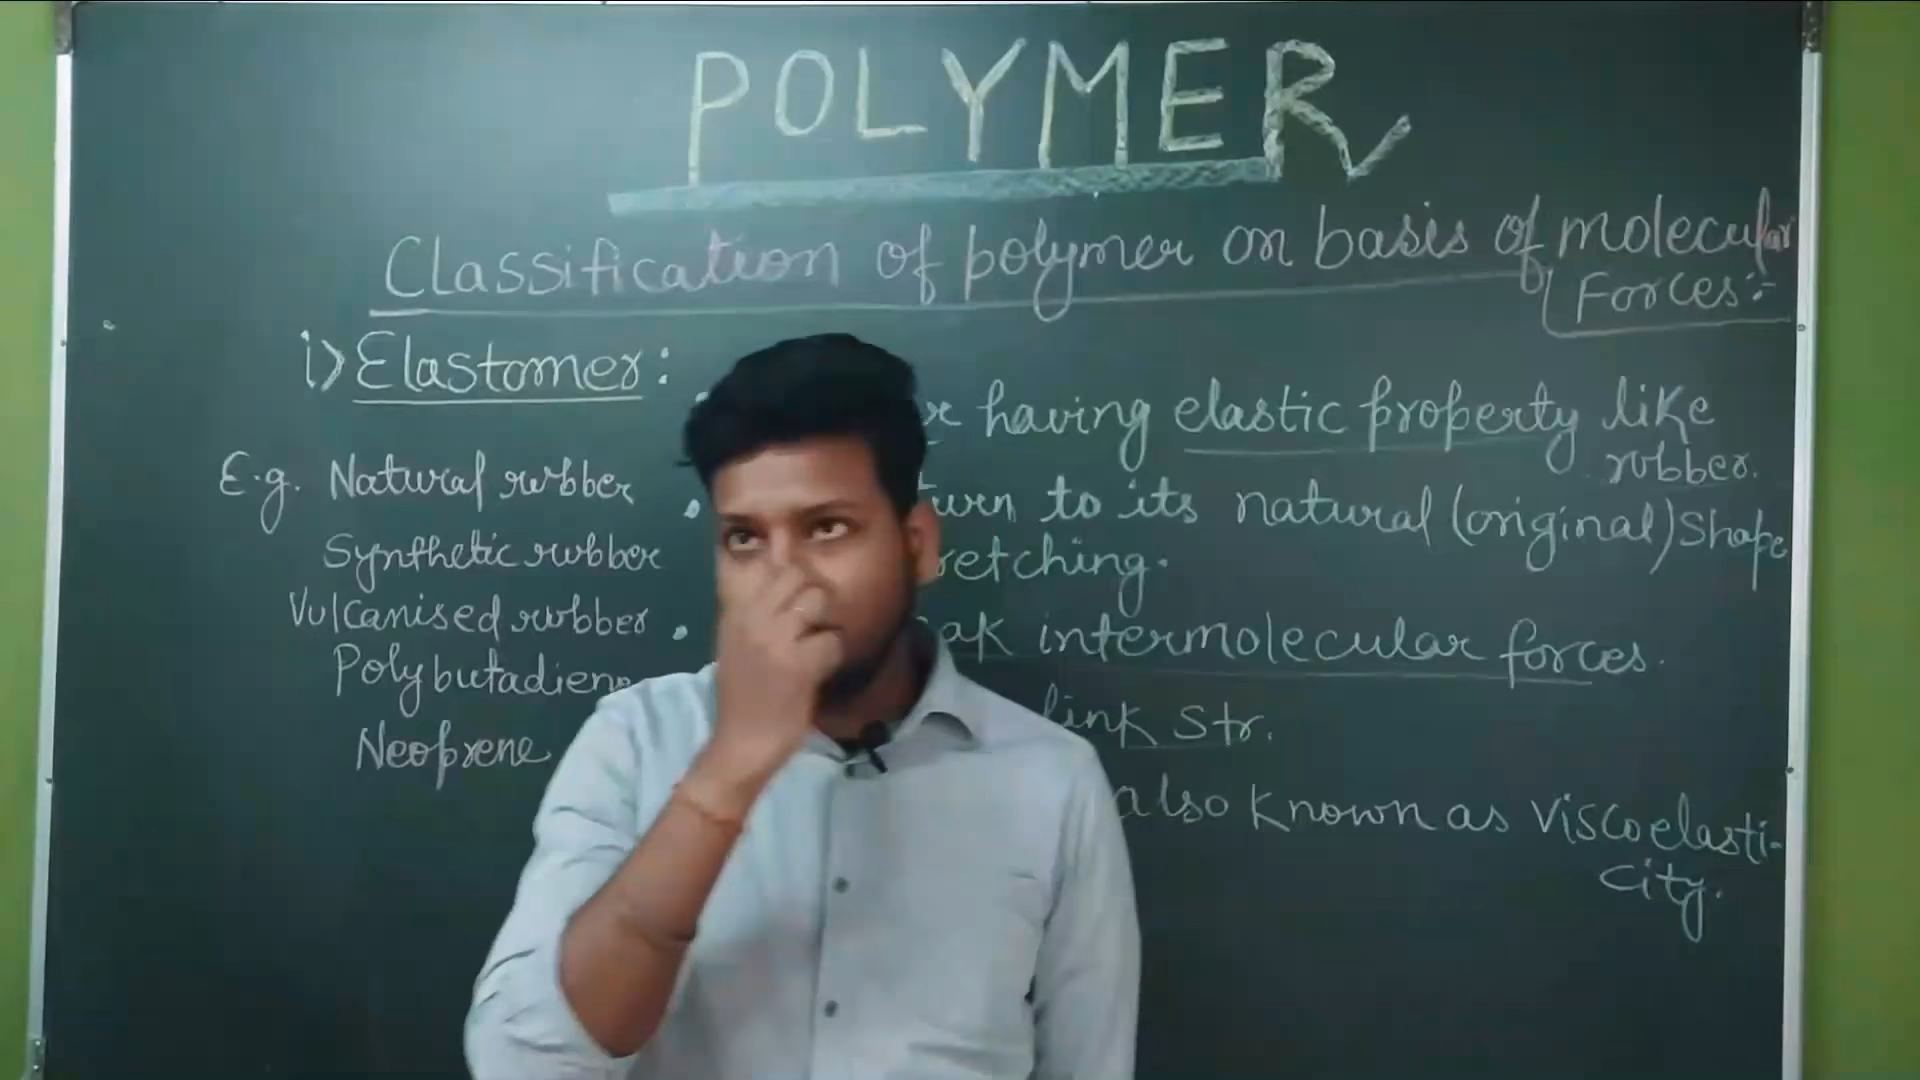 POLYMER
Classification of polymer on basis of molecular
Forces:-
i) Elastomer:
having elastic property like
rubber.
E.g. Natural rubber
to its natural (original) Shape
Synthetic rubber
Vulcanised rubber
intermolecular forces.
Polybutadiene
link Str.
Neoprene
also known as viscoelasti-
city.